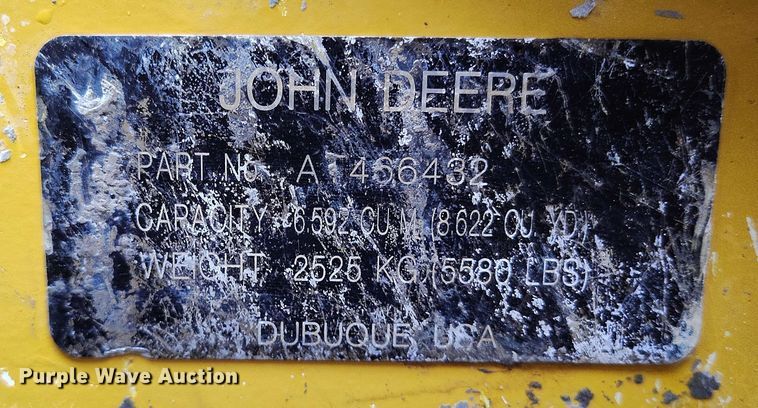 JOHN DEERE
PART No. AT466432
CAPACITY 6.592 CU. M. (8.622 CU. YD.)
WEIGHT 2525 KG. (5580 LBS)
DUBUQUE, USA
Purple Wave Auction